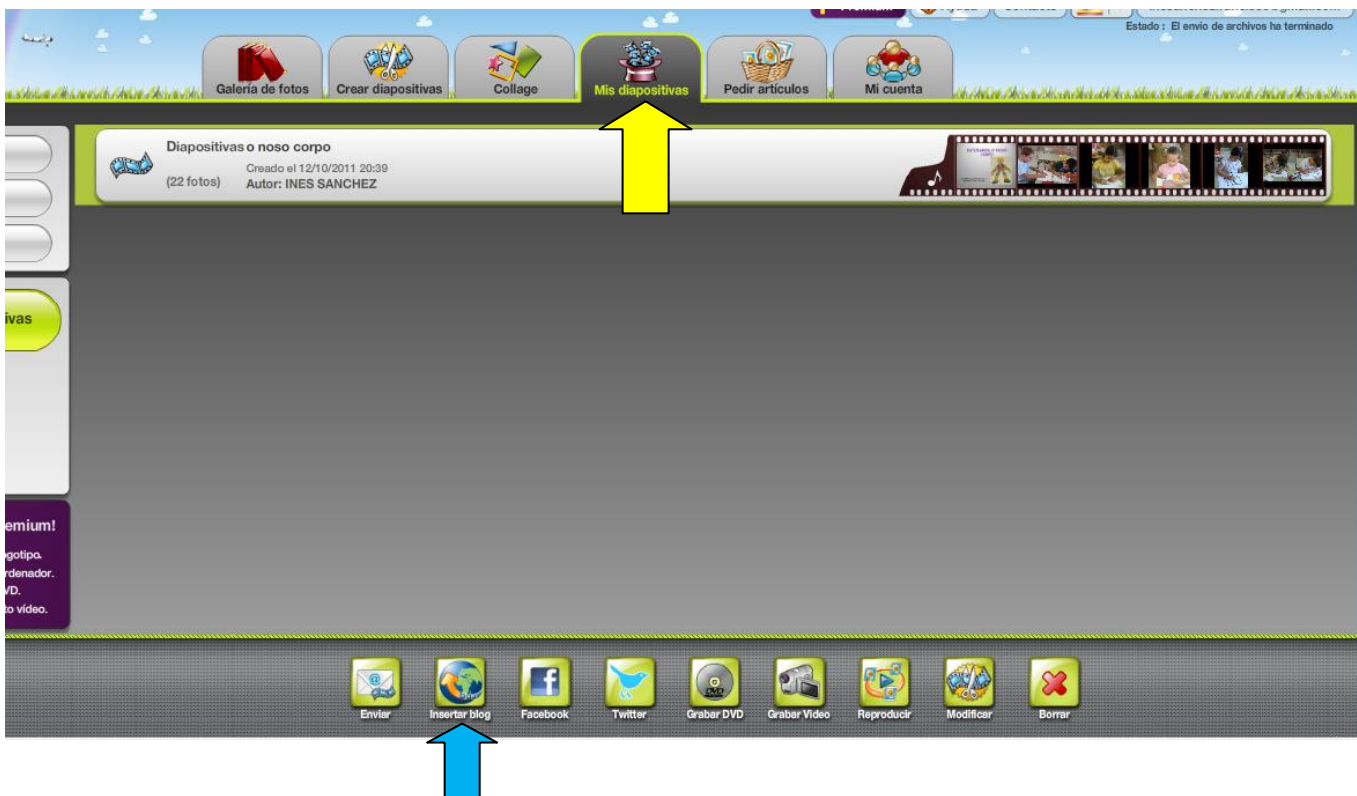 Estado : El envio de archivos ha terminado
Galería de fotos
Crear diapositivas
Collage
Mis diapositivas
Pedir artículos
Mi cuenta
Diapositivas o noso corpo
Creado el 12/10/2011 20:39
(22 fotos) Autor: INES SANCHEZ
ivas
emium!
gotipo.
rdenador.
VD.
to vídeo.
Enviar
Insertar blog
Facebook
Twitter
Grabar DVD
Grabar Video
Reproducir
Modificar
Borrar